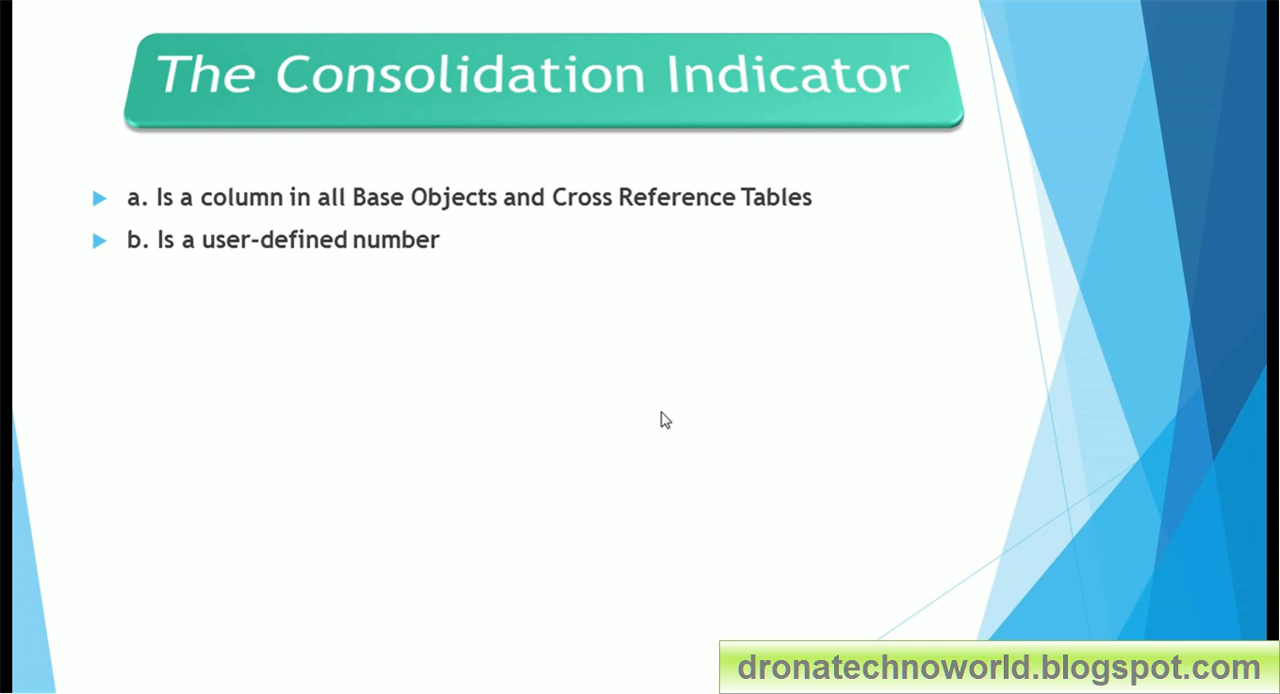 The Consolidation Indicator
a. Is a column in all Base Objects and Cross Reference Tables
b. Is a user-defined number
dronatechnoworld.blogspot.com